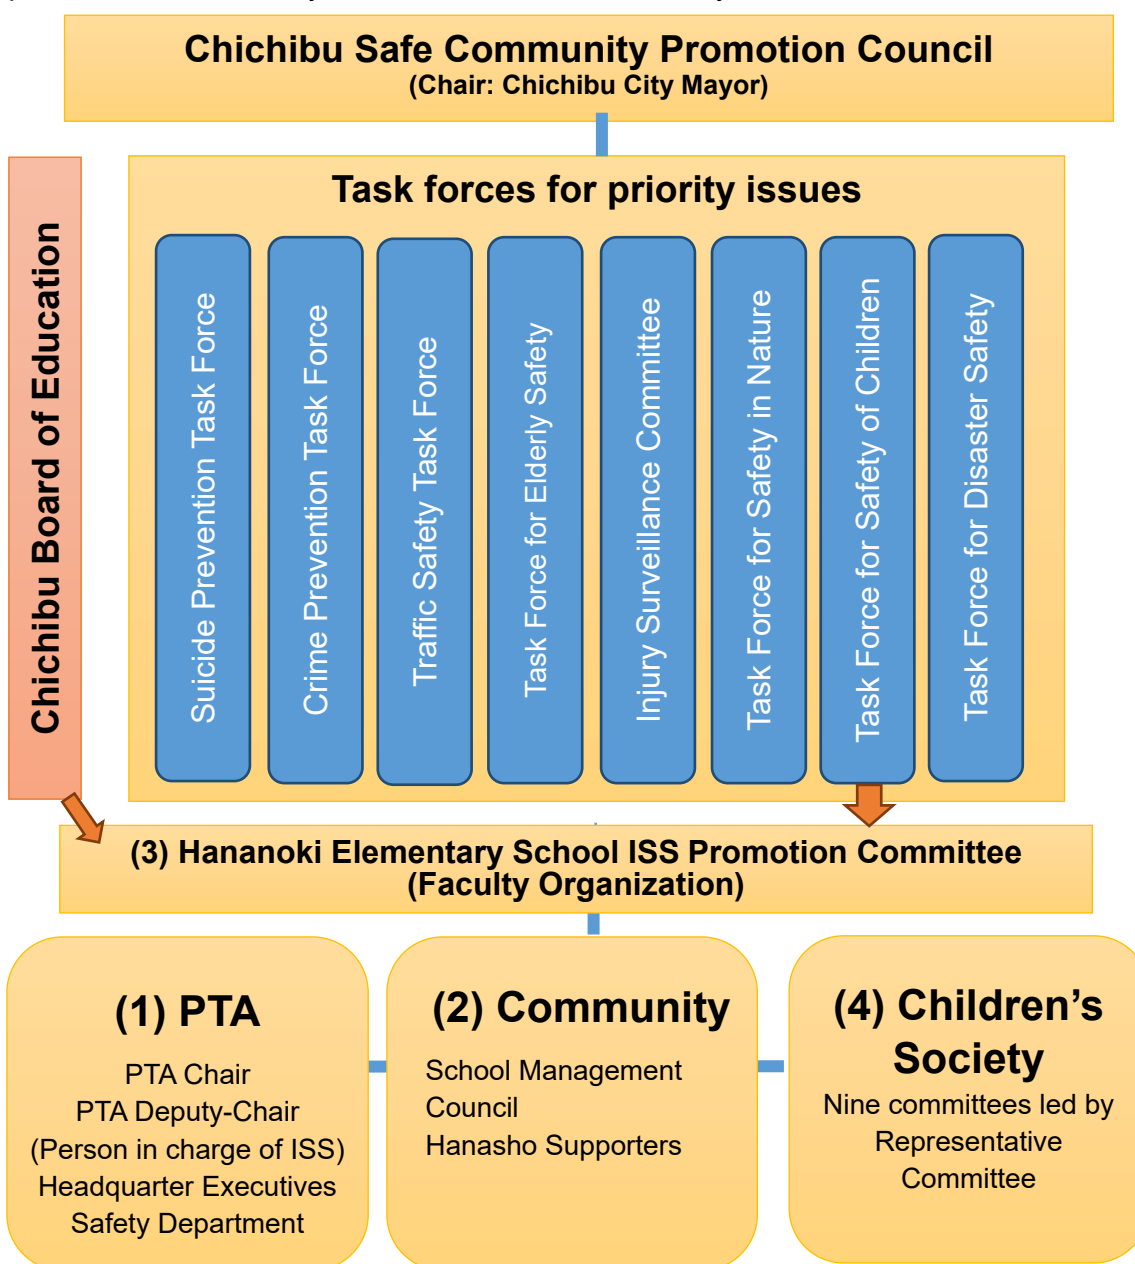 Chichibu Safe Community Promotion Council
(Chair: Chichibu City Mayor)
Chichibu Board of Education
Task forces for priority issues
Suicide Prevention Task Force
Crime Prevention Task Force
Traffic Safety Task Force
Task Force for Elderly Safety
Injury Surveillance Committee
Task Force for Safety in Nature
Task Force for Safety of Children
Task Force for Disaster Safety
(3) Hananoki Elementary School ISS Promotion Committee
(Faculty Organization)
(1) PTA
PTA Chair
PTA Deputy-Chair
(Person in charge of ISS)
Headquarter Executives
Safety Department
(2) Community
School Management
Council
Hanasho Supporters
(4) Children’s
Society
Nine committees led by
Representative
Committee